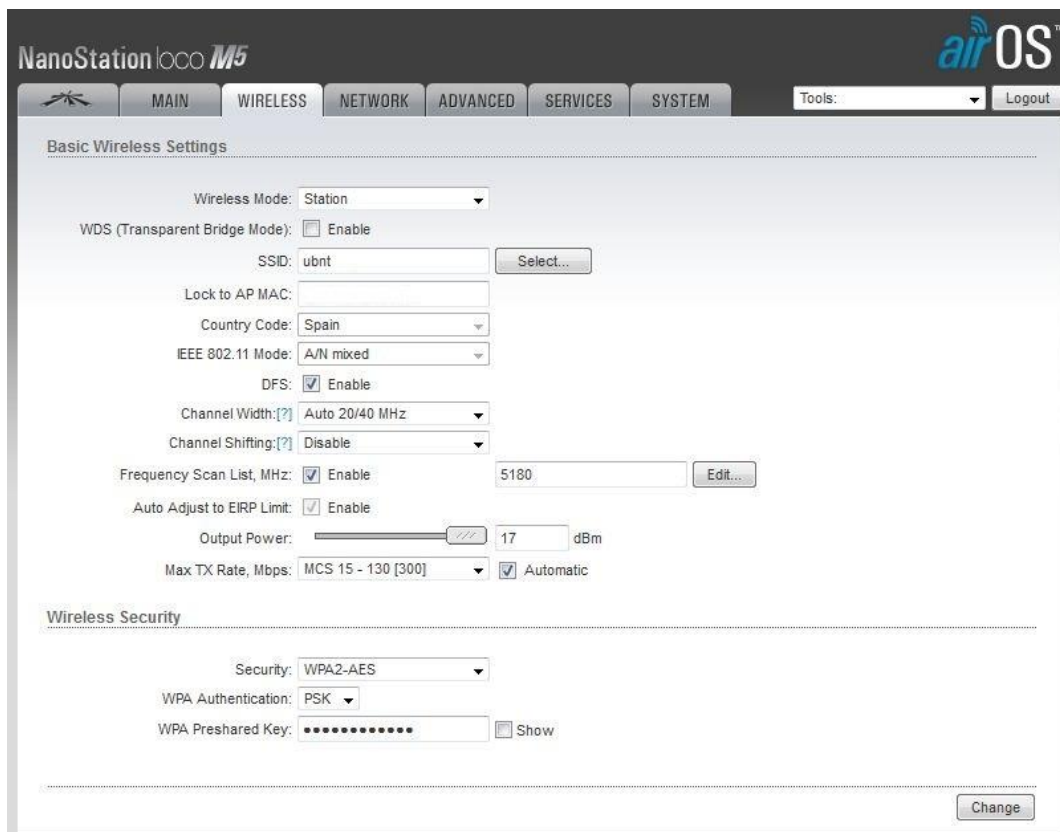 NanoStation loco M5
airOS™
MAIN WIRELESS NETWORK ADVANCED SERVICES SYSTEM Tools: Logout
Basic Wireless Settings
Wireless Mode: Station
WDS (Transparent Bridge Mode): Enable
SSID: ubnt Select...
Lock to AP MAC:
Country Code: Spain
IEEE 802.11 Mode: A/N mixed
DFS: Enable
Channel Width:[?] Auto 20/40 MHz
Channel Shifting:[?] Disable
Frequency Scan List, MHz: Enable 5180 Edit...
Auto Adjust to EIRP Limit: Enable
Output Power: 17 dBm
Max TX Rate, Mbps: MCS 15 - 130 [300] Automatic
Wireless Security
Security: WPA2-AES
WPA Authentication: PSK
WPA Preshared Key: •••••••••••• Show
Change